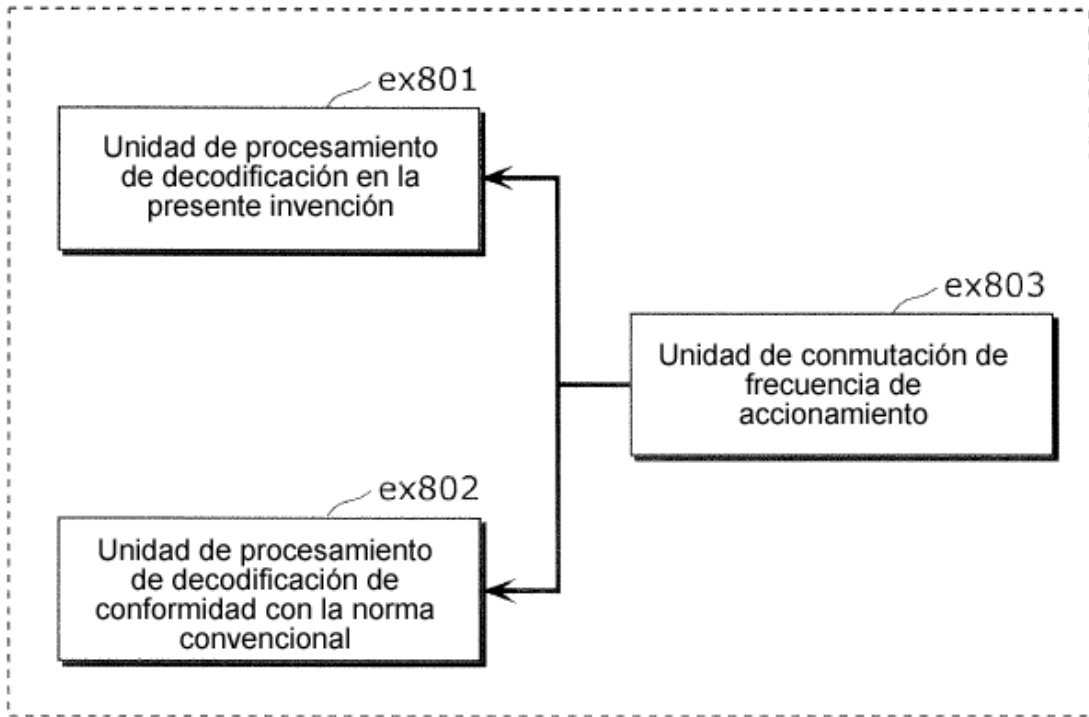 ex801
Unidad de procesamiento
de decodificación en la
presente invención
ex803
Unidad de conmutación de
frecuencia de
accionamiento
ex802
Unidad de procesamiento
de decodificación de
conformidad con la norma
convencional